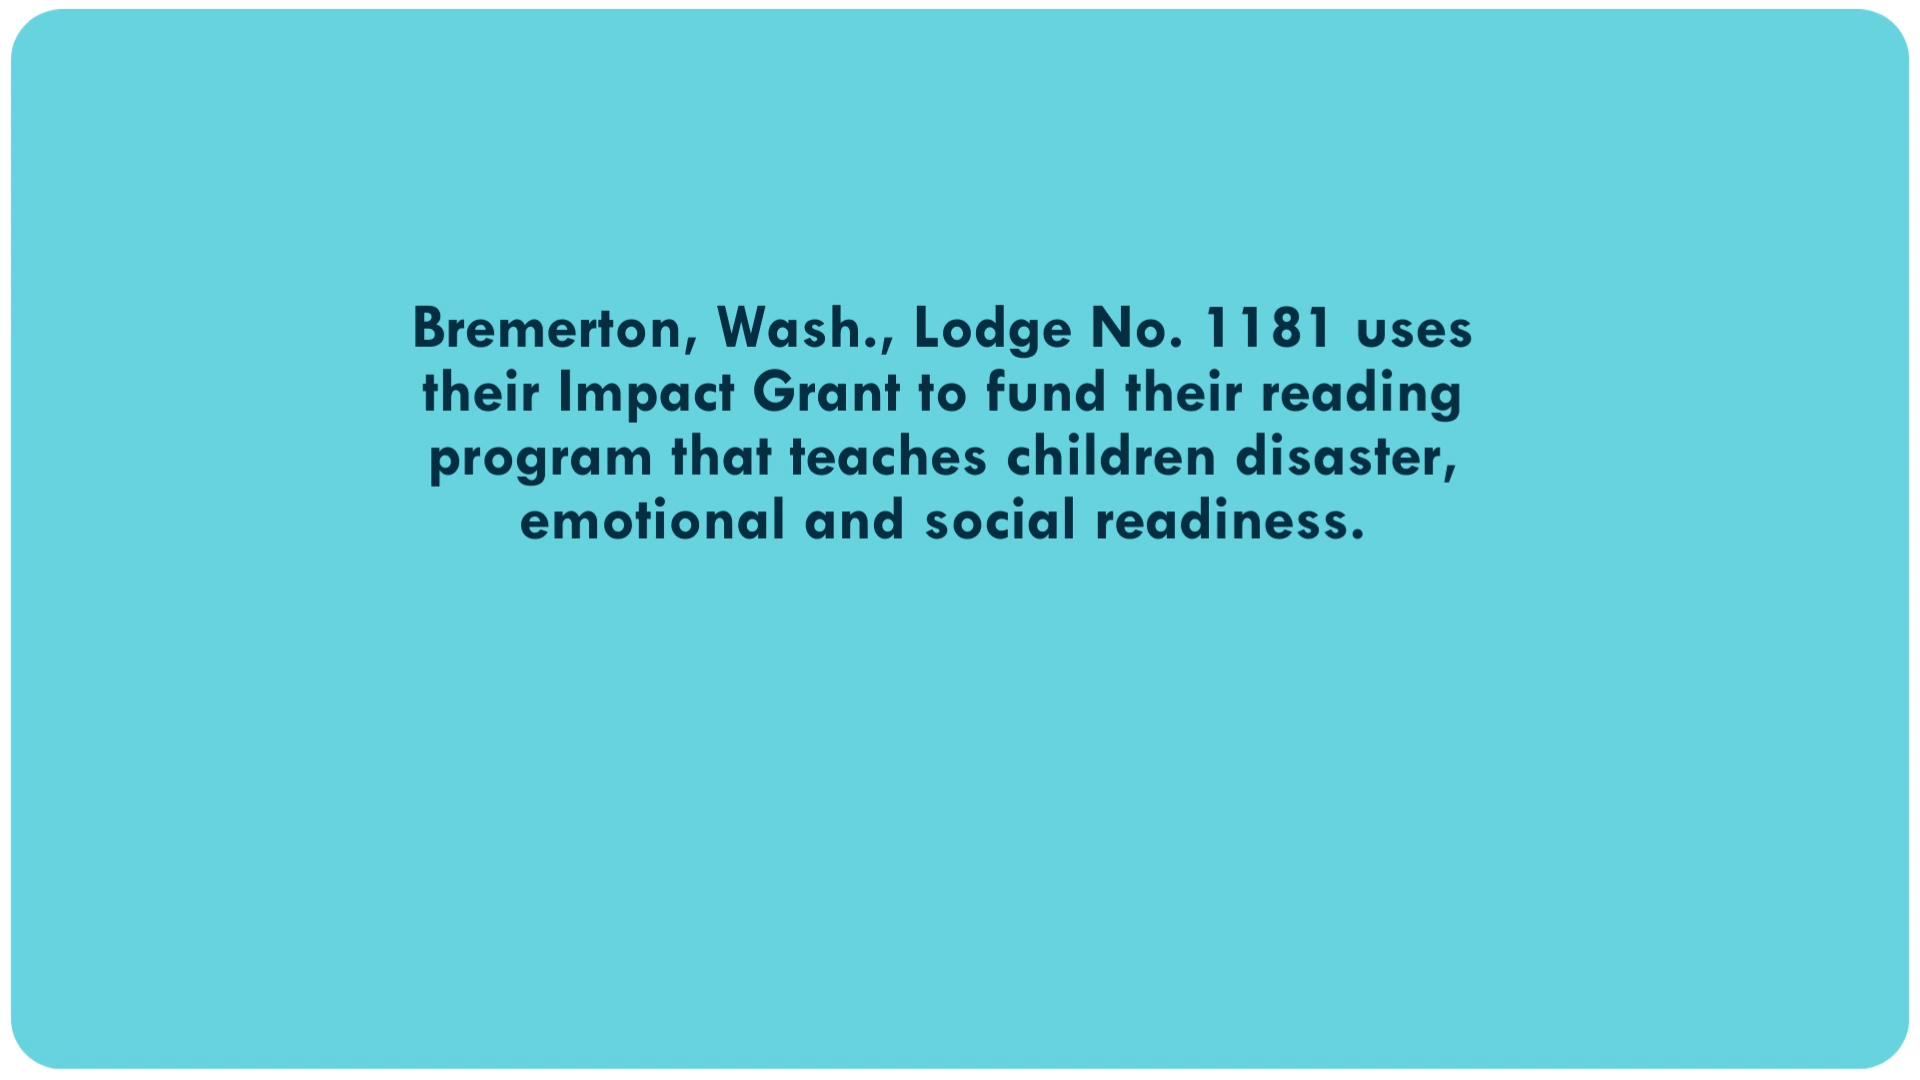 Bremerton, Wash., Lodge No. 1181 uses
their Impact Grant to fund their reading
program that teaches children disaster,
emotional and social readiness.